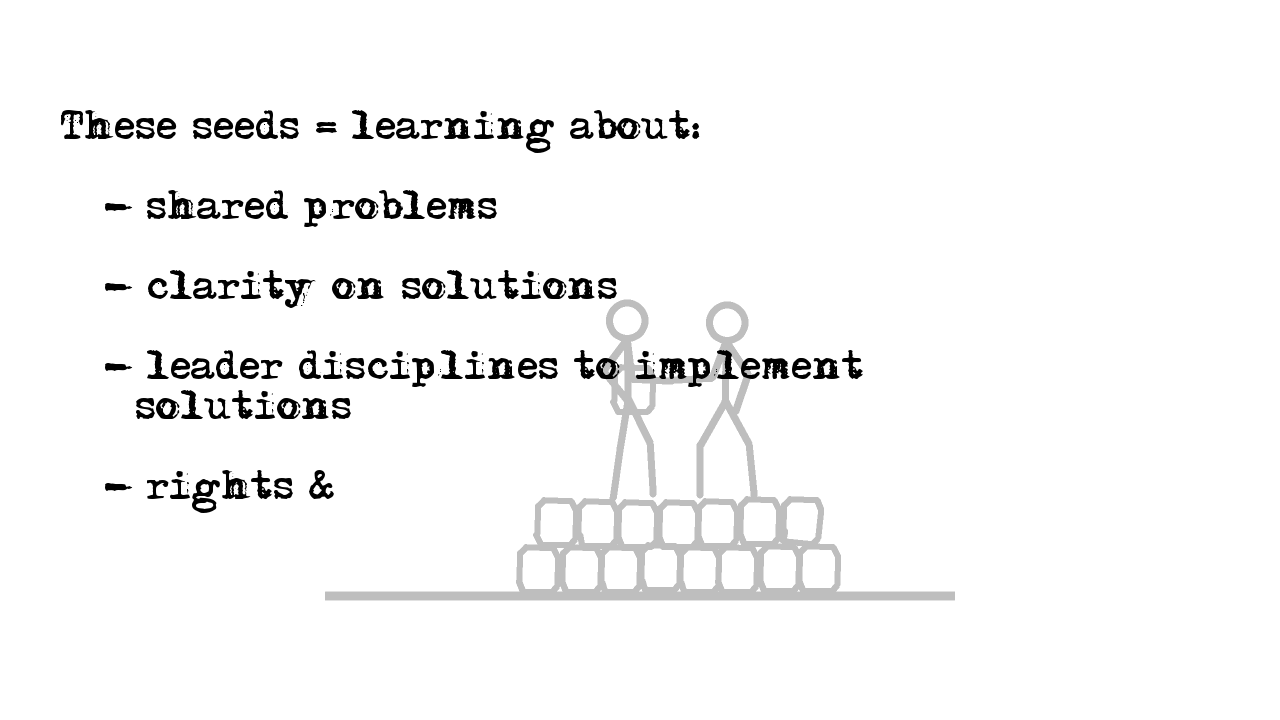 These seeds = learning about:
- shared problems
- clarity on solutions
- leader disciplines to implement
solutions
- rights &